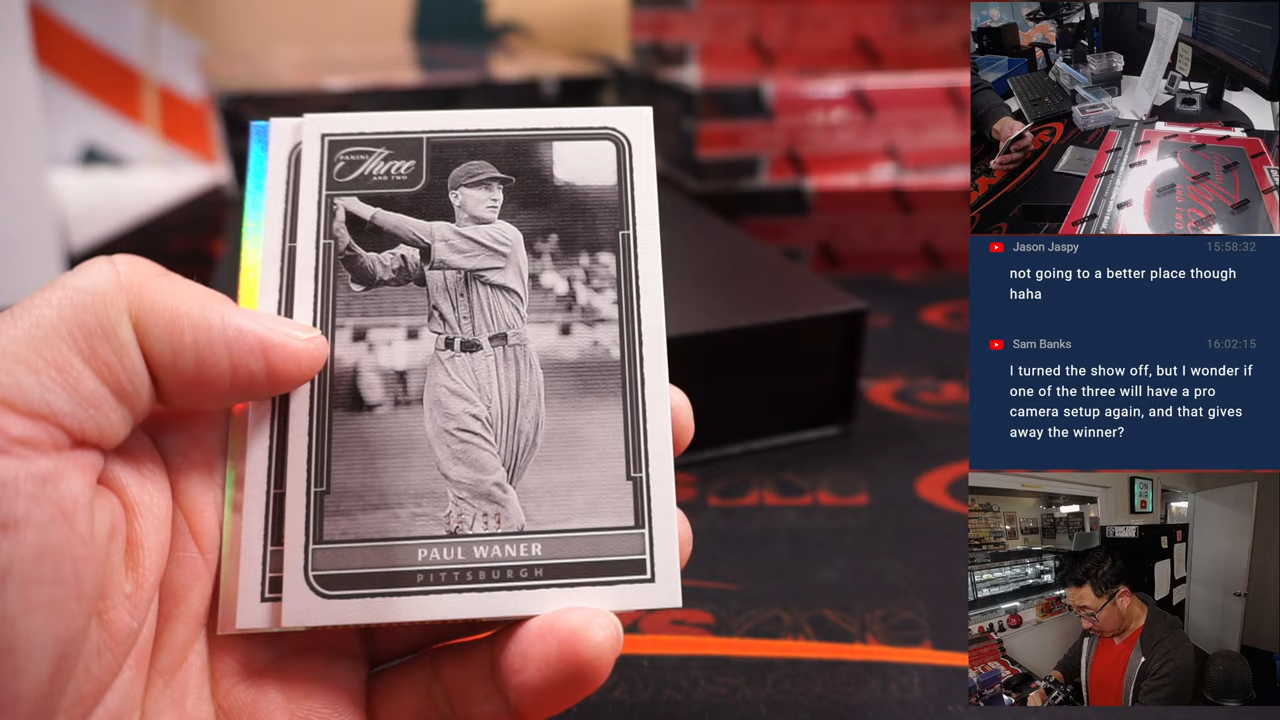 PANINI
Three
AND TWO
PAUL WANER
PITTSBURGH
Jason Jaspy 15:58:32
not going to a better place though
haha
Sam Banks 16:02:15
I turned the show off, but I wonder if
one of the three will have a pro
camera setup again, and that gives
away the winner?
ON
AIR